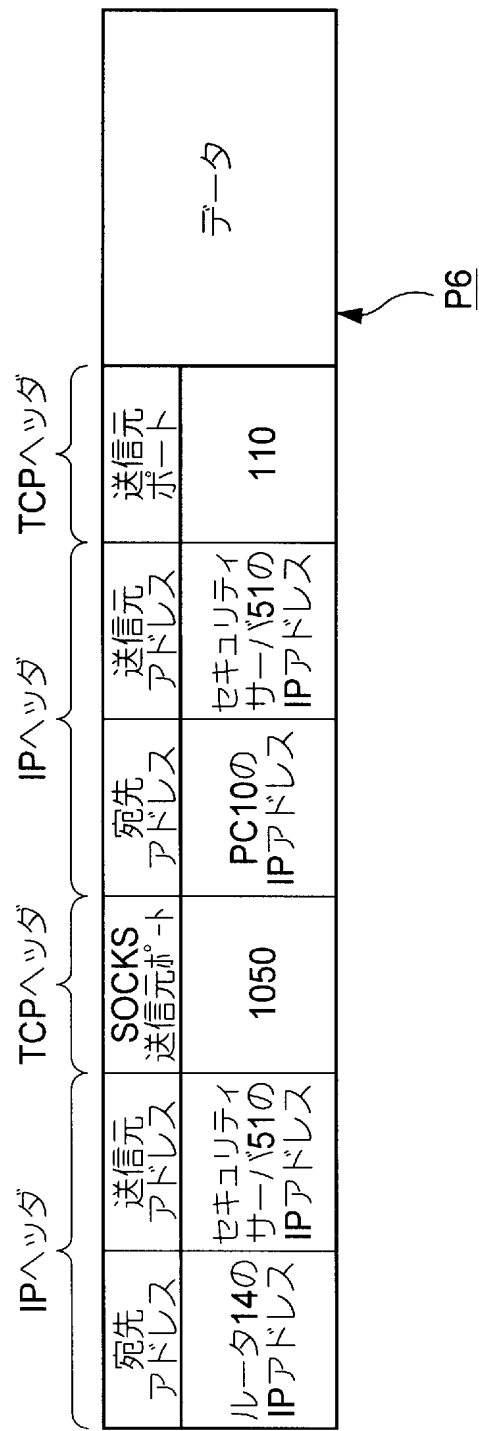 IPヘッダ
TCPヘッダ
IPヘッダ
TCPヘッダ
宛先
アドレス
送信元
アドレス
SOCKS
送信元ポート
宛先
アドレス
送信元
アドレス
送信元
ポート
データ
ルータ14の
IPアドレス
セキュリティ
サーバ51の
IPアドレス
1050
PC10の
IPアドレス
セキュリティ
サーバ51の
IPアドレス
110
P6